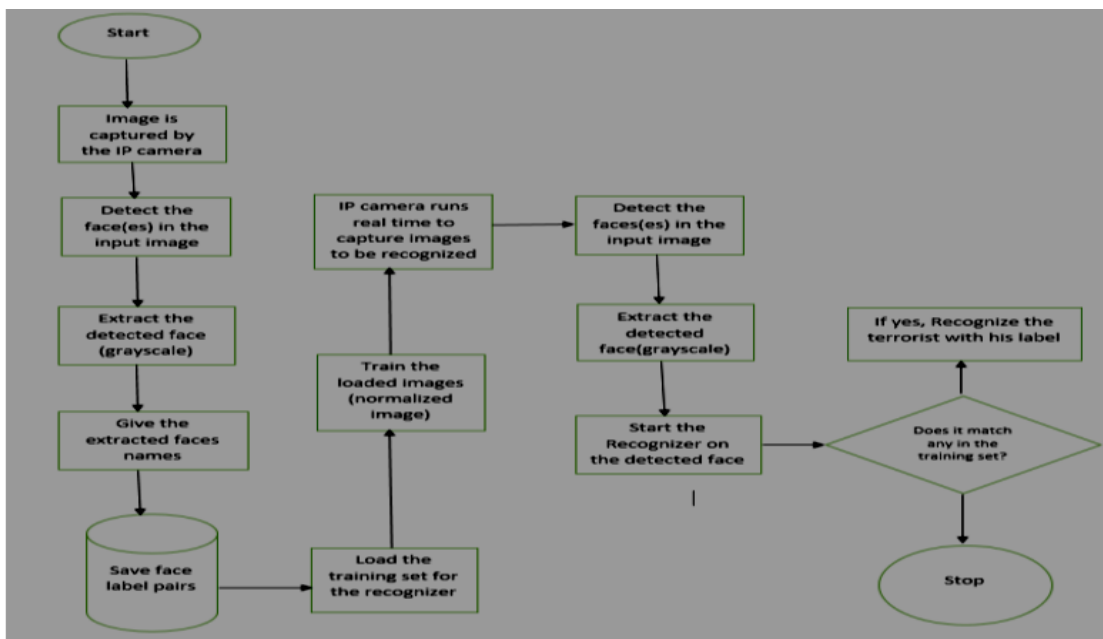 Start
Image is
captured by
the IP camera
Detect the
face(es) in the
input image
Extract the
detected face
(grayscale)
Give the
extracted faces
names
Save face
label pairs
Load the
training set for
the recognizer
Train the
loaded images
(normalized
image)
IP camera runs
real time to
capture images
to be recognized
Detect the
faces(es) in the
input image
Extract the
detected
face(grayscale)
Start the
Recognizer on
the detected face
Does it match
any in the
training set?
If yes, Recognize the
terrorist with his label
Stop